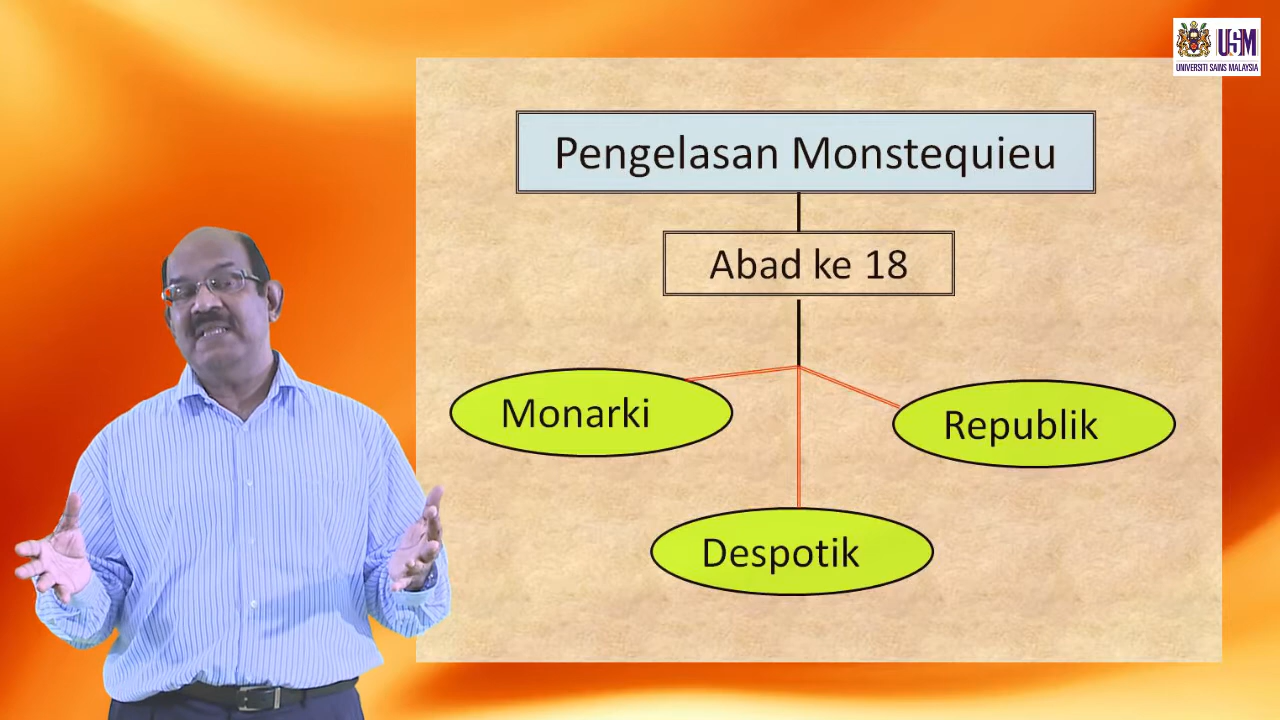 USM
UNIVERSITI SAINS MALAYSIA
Pengelasan Monstequieu
Abad ke 18
Monarki
Republik
Despotik